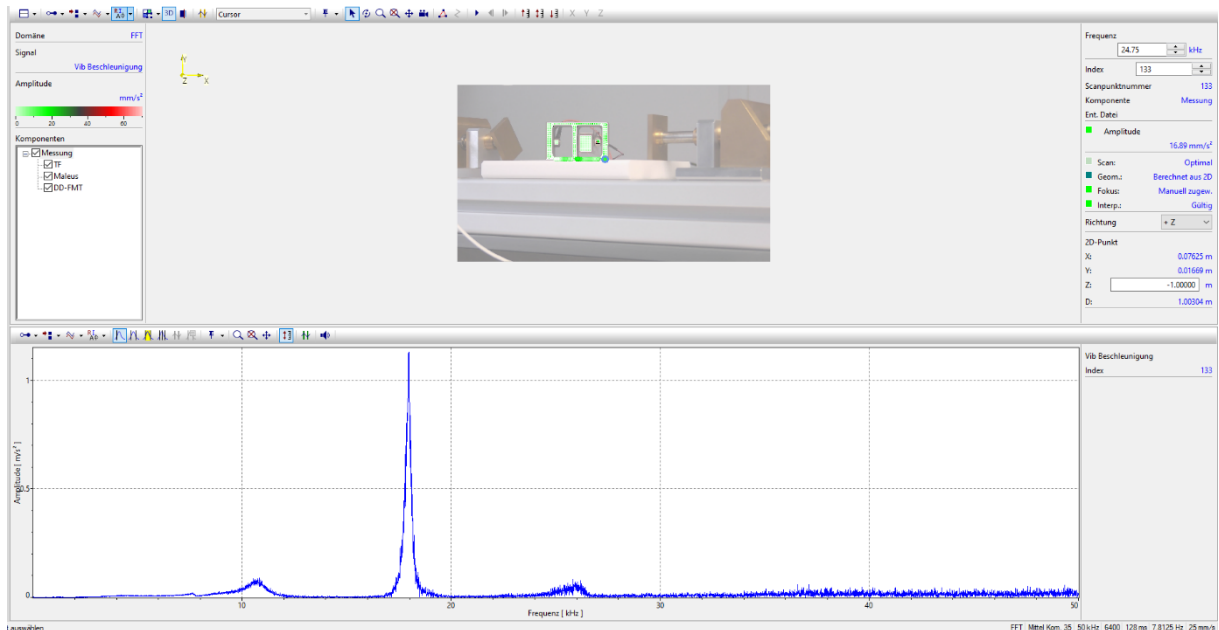 3D
Cursor
X Y Z
Domäne FFT
Signal
Vib Beschleunigung
Amplitude
mm/s²
0 20 40 60
Komponenten
Messung
TF
Maleus
DD-FMT
Y
Z X
Frequenz
24.75 kHz
Index 133
Scanpunktnummer 133
Komponente Messung
Ent. Datei
Amplitude
16.89 mm/s²
Scan: Optimal
Geom.: Berechnet aus 2D
Fokus: Manuell zugew.
Interp.: Gültig
Richtung + Z
2D-Punkt
X: 0.07625 m
Y: 0.01669 m
Z: -1.00000 m
D: 1.00304 m
Vib Beschleunigung
Index 133
Amplitude [ m/s² ]
1
0.5
0
10 20 30 40 50
Frequenz [ kHz ]
FFT Mittel Kom. 35 50 kHz 6400 128 ms 7.8125 Hz 25 mm/s